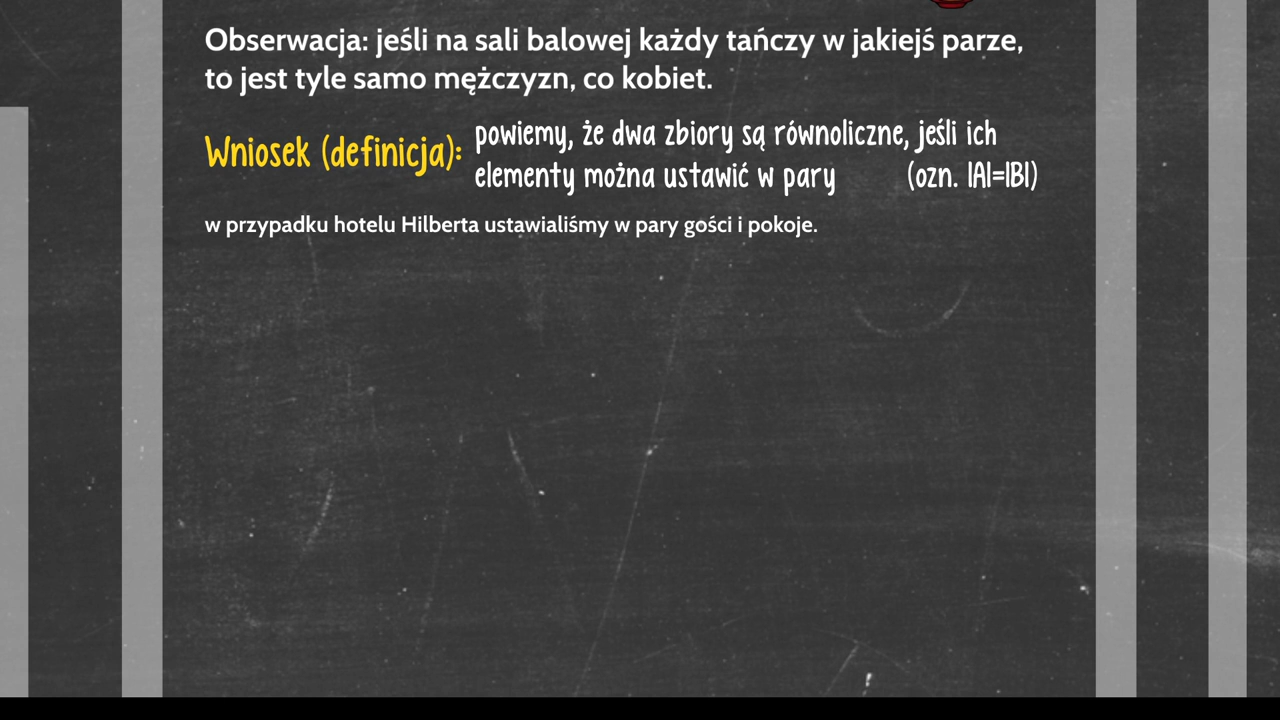 Obserwacja: jeśli na sali balowej każdy tańczy w jakiejś parze,
to jest tyle samo mężczyzn, co kobiet.
Wniosek (definicja): powiemy, że dwa zbiory są równoliczne, jeśli ich
elementy można ustawić w pary (ozn. |A|=|B|)
w przypadku hotelu Hilberta ustawialiśmy w pary gości i pokoje.